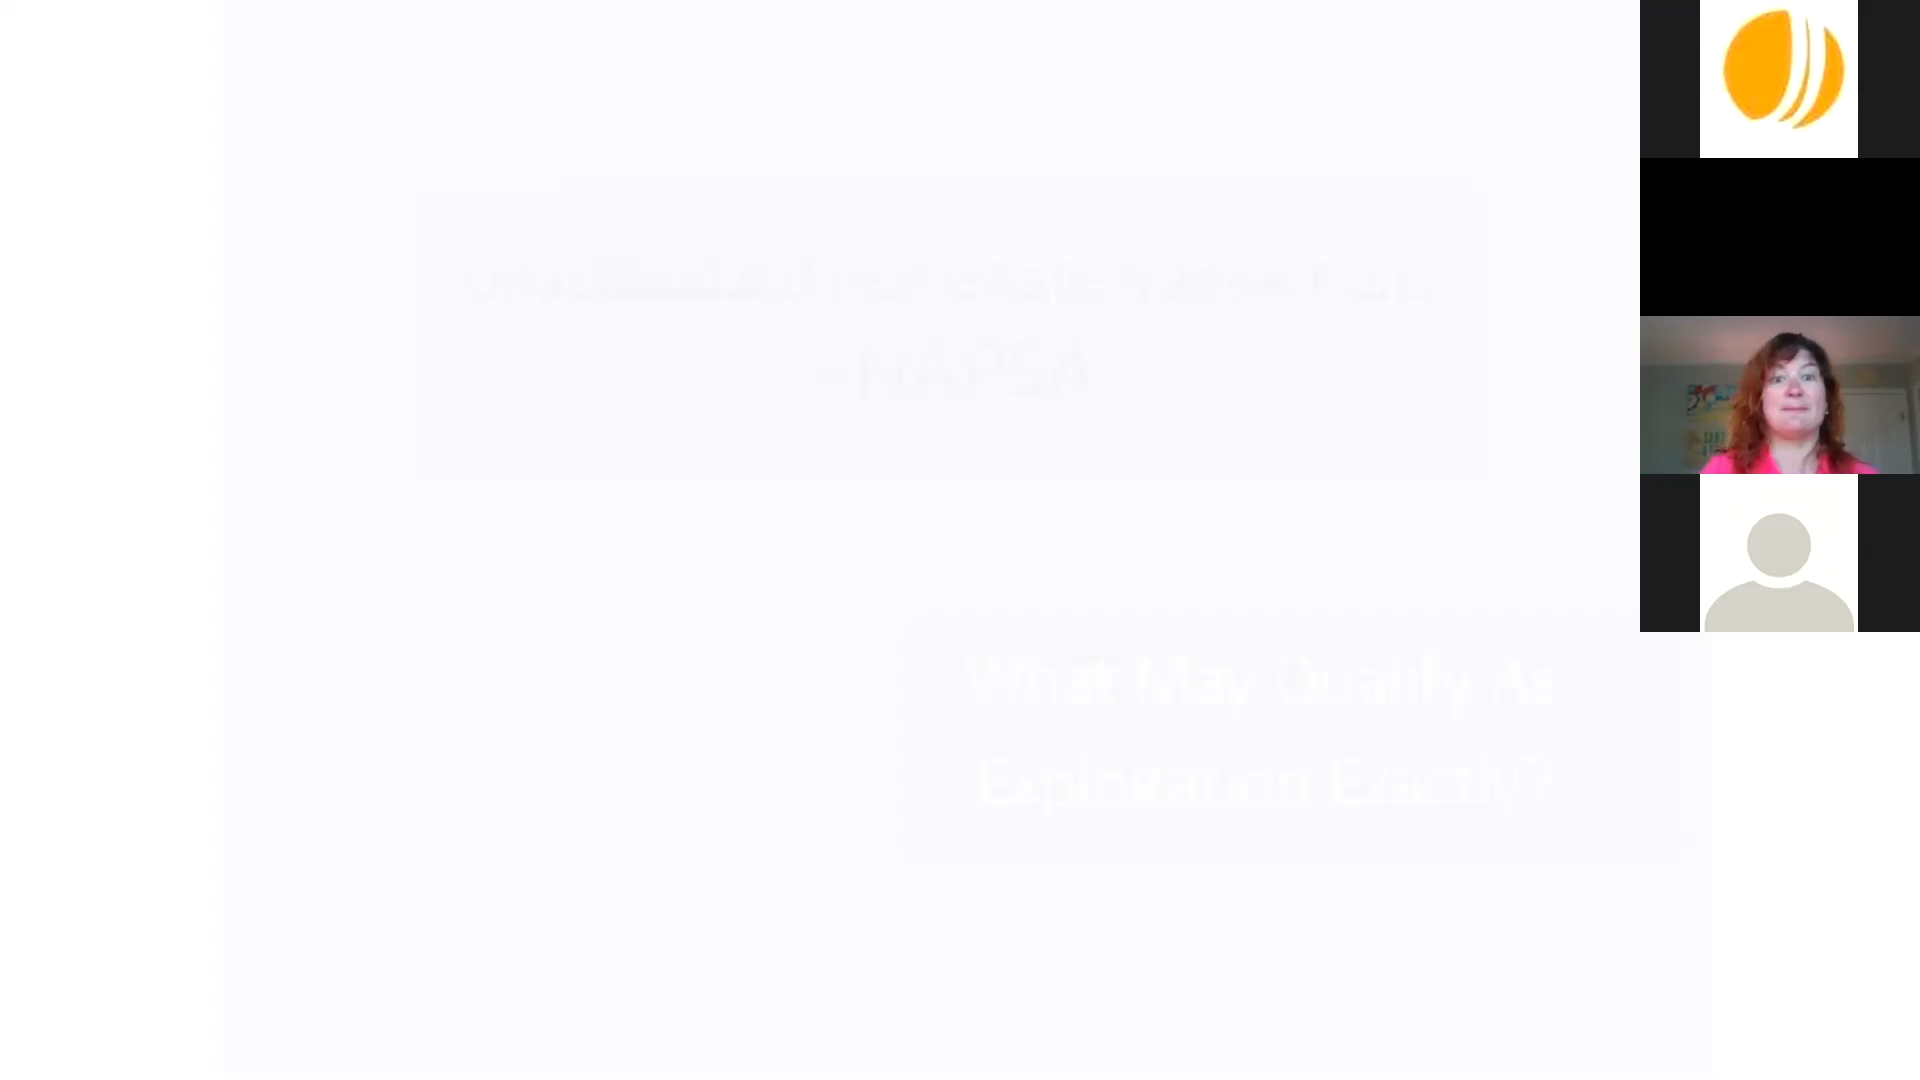 Unauthorized real estate transactions
– NAPSA
What May Qualify As
Exploitation Exactly?